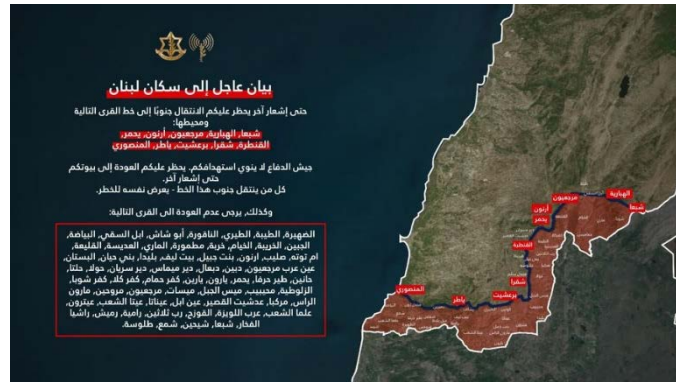 بيان عاجل إلى سكان لبنان
حتى إشعار آخر يحظر عليكم الانتقال جنوبًا إلى خط القرى التالية
ومحيطها:
شبعا, الهبارية, مرجعيون, أرنون, يحمر,
القنطرة, شقرا, برعشيت, ياطر, المنصوري
جيش الدفاع لا ينوي استهدافكم. يحظر عليكم العودة إلى بيوتكم
حتى إشعار آخر.
كل من ينتقل جنوب هذا الخط - يعرض نفسه للخطر.
وكذلك, يرجى عدم العودة الى القرى التالية:
الضهيرة, الطيبة, الطيري, الناقورة, أبو شاش, ابل السقي, البياضة,
الجبين, الخريبة, الخيام, خربة, مطمورة, الماري, العديسة, القليعة,
ام توته, صليب, ارنون, بنت جبيل, بيت ليف, بليدا, بني حيان, البستان,
عين عرب مرجعيون, دبين, دبعال, دير ميماس, دير سريان, حولا, حلتا,
حانين, طير حرفا, يحمر, يارون, يارين, كفر حمام, كفر كلا, كفر شوبا,
الزلوطية, محيبيب, ميس الجبل, ميسات, مرجعيون, مروحين, مارون
الراس, مركبا, عدشيت القصير, عين ابل, عيناتا, عيتا الشعب, عيترون,
علما الشعب, عرب اللويزة, القوزح, رب ثلاثين, رامية, رميش, راشيا
الفخار, شبعا, شيحين, شمع, طلوسة.
الهبارية
شبعا
مرجعيون
أرنون
يحمر
القنطرة
شقرا
برعشيت
ياطر
المنصوري